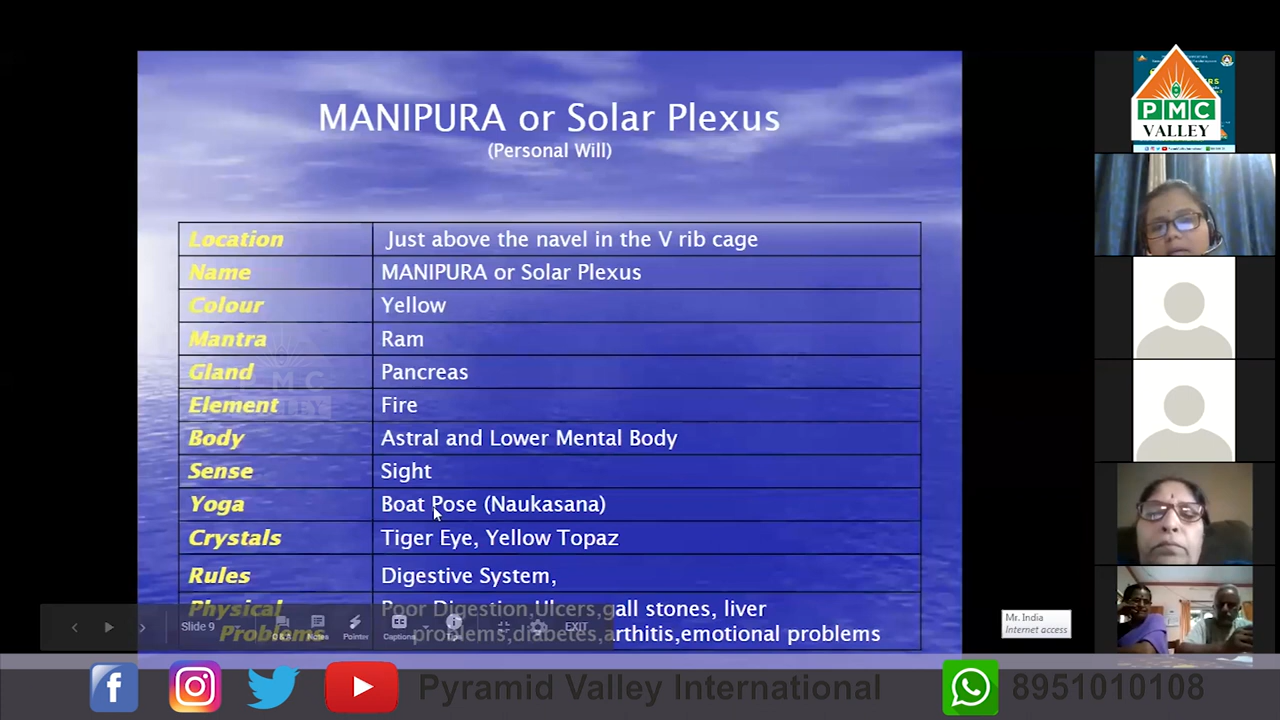 MANIPURA or Solar Plexus
(Personal Will)
Location Just above the navel in the V rib cage
Name MANIPURA or Solar Plexus
Colour Yellow
Mantra Ram
Gland Pancreas
Element Fire
Body Astral and Lower Mental Body
Sense Sight
Yoga Boat Pose (Naukasana)
Crystals Tiger Eye, Yellow Topaz
Rules Digestive System,
Physical Poor Digestion,Ulcers,gall stones, liver
Problems problems,diabetes,arthitis,emotional problems
Slide 9
Notes
Pointer
Captions
EXIT
PMC
VALLEY
Mr. India
Internet access
Pyramid Valley International
8951010108